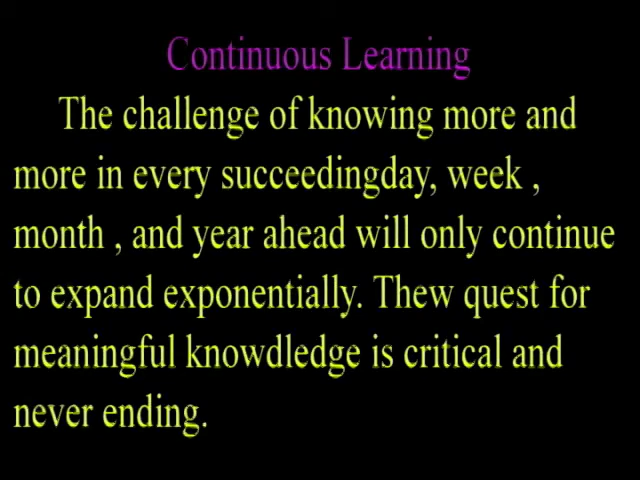 Continuous Learning
The challenge of knowing more and
more in every succeedingday, week ,
month , and year ahead will only continue
to expand exponentially. Thew quest for
meaningful knowdledge is critical and
never ending.